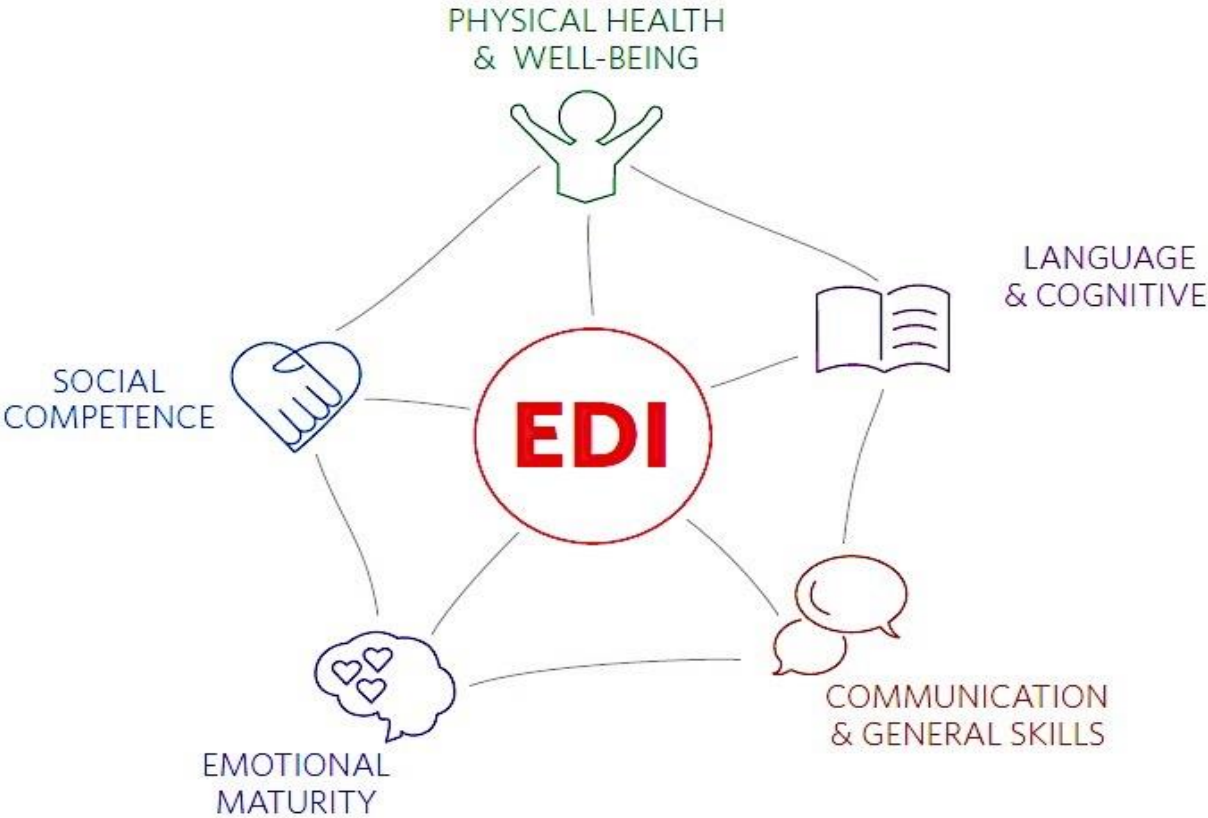 PHYSICAL HEALTH
& WELL-BEING
LANGUAGE
& COGNITIVE
SOCIAL
COMPETENCE
EDI
COMMUNICATION
& GENERAL SKILLS
EMOTIONAL
MATURITY